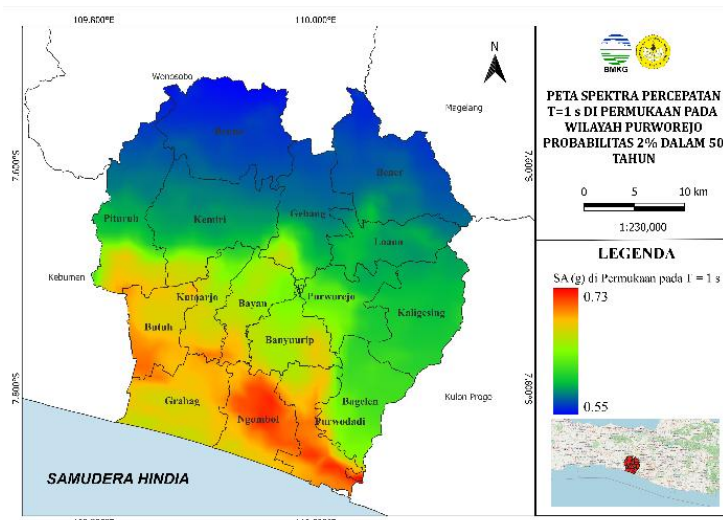 109.800°E
110.000°E
Wonosobo
N
Magelang
Bener
Pituruh
Kemiri
Gebang
Loano
Kebumen
Kutoarjo
Bayan
Purworejo
Kaligesing
Butuh
Banyuurip
Bagelen
Kulon Progo
Grabag
Ngombol
Purwodadi
SAMUDERA HINDIA
7.800°S
7.800°S
BMKG
PETA SPEKTRA PERCEPATAN
T=1 s DI PERMUKAAN PADA
WILAYAH PURWOREJO
PROBABILITAS 2% DALAM 50
TAHUN
0 5 10 km
1:230,000
LEGENDA
SA (g) di Permukaan pada T = 1 s
0.73
0.55